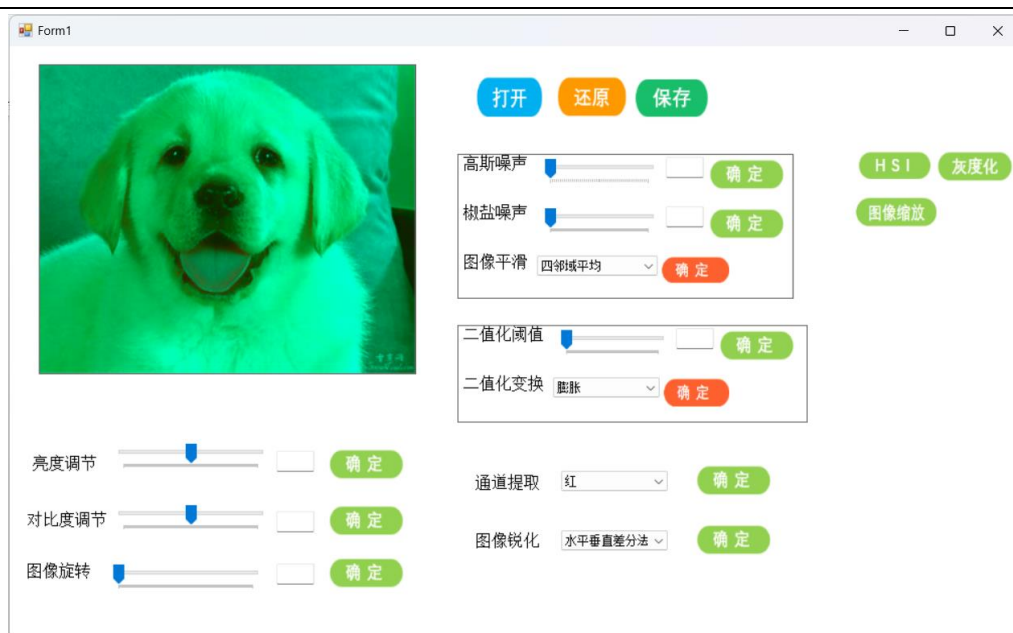 Form1
打开 还原 保存
高斯噪声 确定
椒盐噪声 确定
图像平滑 四邻域平均 确定
HSI 灰度化
图像缩放
二值化阈值 确定
二值化变换 膨胀 确定
亮度调节 确定
对比度调节 确定
图像旋转 确定
通道提取 红 确定
图像锐化 水平垂直差分法 确定